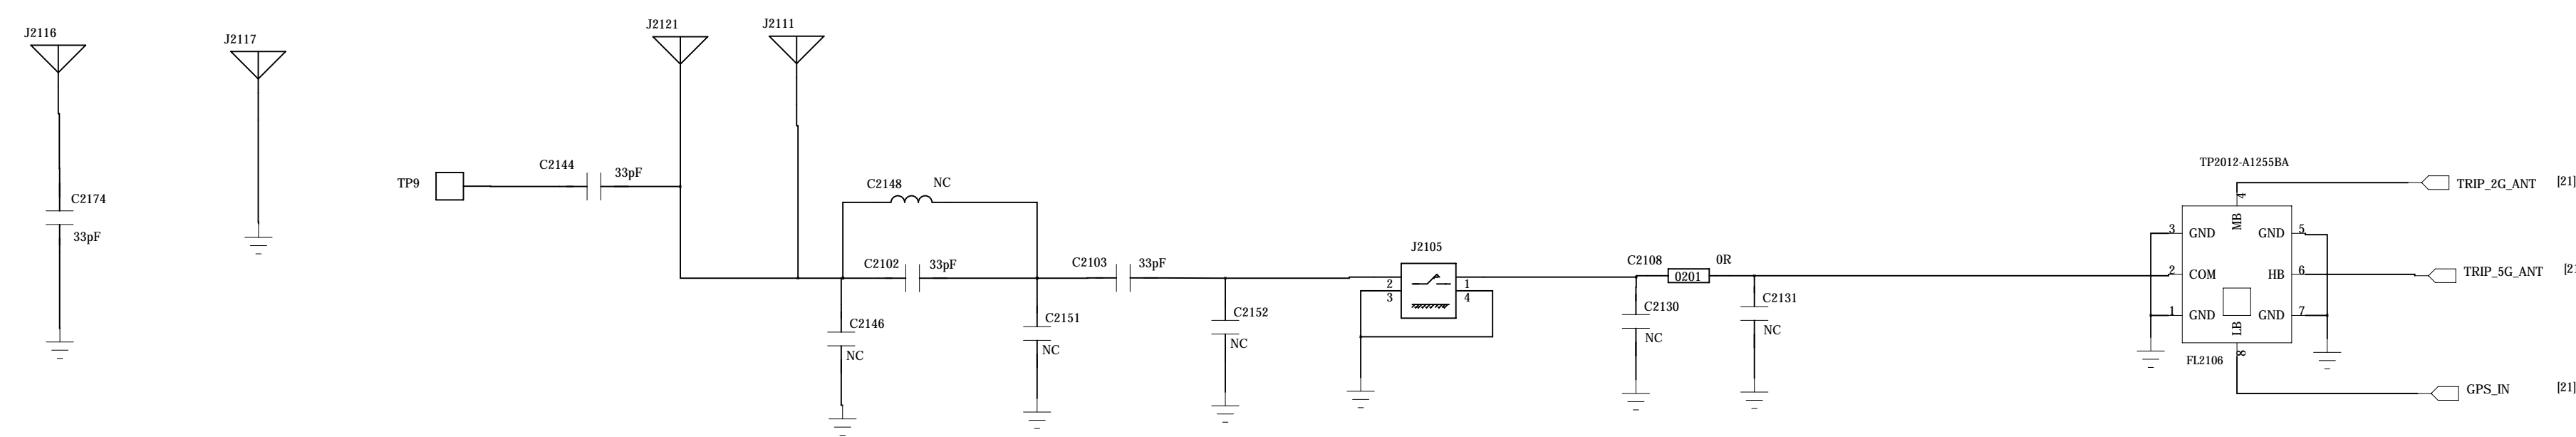 J2116
J2117
J2121
J2111
C2174
33pF
TP9
C2144
33pF
C2148
NC
C2102
33pF
C2103
33pF
C2146
NC
C2151
NC
C2152
NC
J2105
2
3
1
4
C2108
0201
0R
C2130
NC
C2131
NC
TP2012-A1255BA
4
MB
3
GND
GND
5
2
COM
HB
6
1
GND
GND
7
LB
8
FL2106
TRIP_2G_ANT
[21]
TRIP_5G_ANT
GPS_IN
[21]